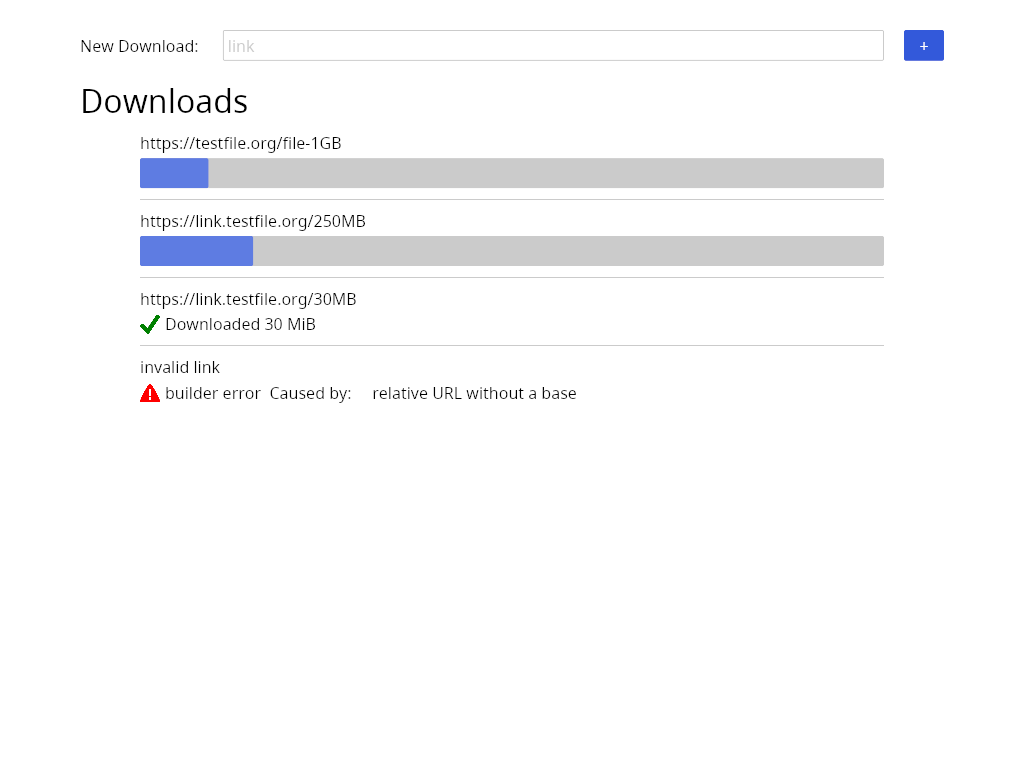 New Download: link +
Downloads
https://testfile.org/file-1GB
https://link.testfile.org/250MB
https://link.testfile.org/30MB
Downloaded 30 MiB
invalid link
builder error  Caused by:     relative URL without a base